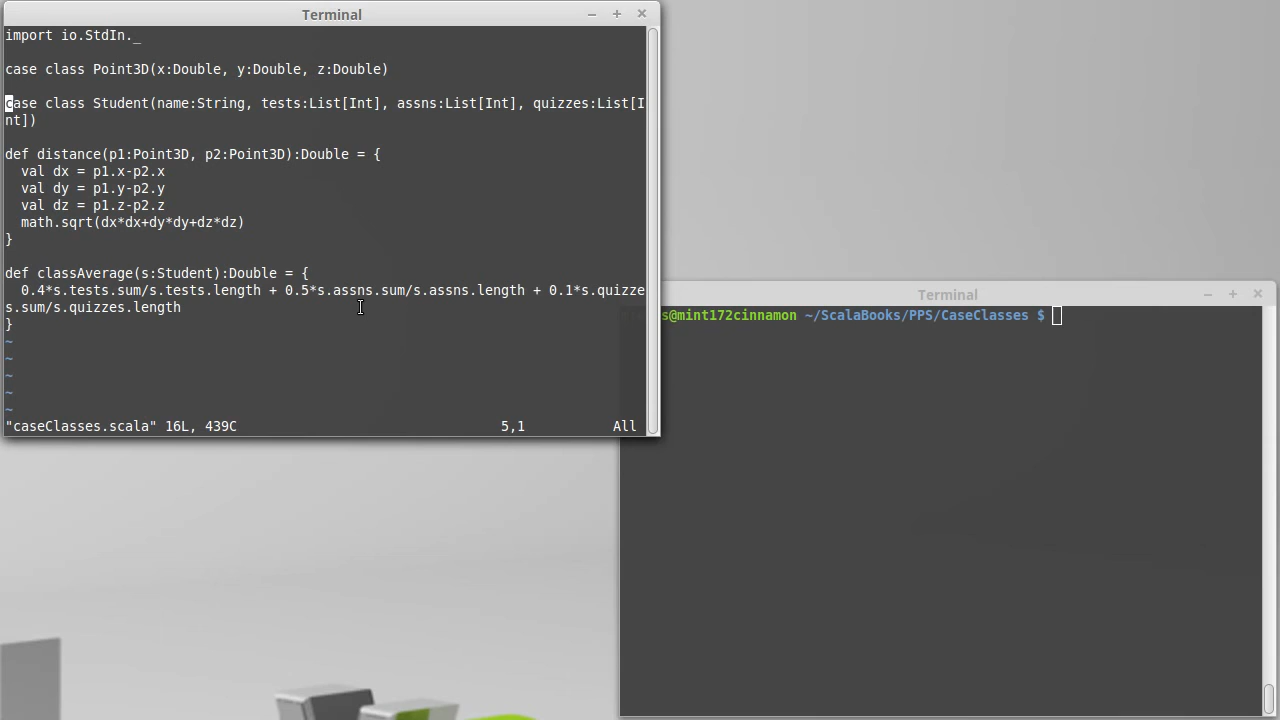 Terminal
import io.StdIn._
case class Point3D(x:Double, y:Double, z:Double)
case class Student(name:String, tests:List[Int], assns:List[Int], quizzes:List[I
nt])
def distance(p1:Point3D, p2:Point3D):Double = {
  val dx = p1.x-p2.x
  val dy = p1.y-p2.y
  val dz = p1.z-p2.z
  math.sqrt(dx*dx+dy*dy+dz*dz)
}
def classAverage(s:Student):Double = {
  0.4*s.tests.sum/s.tests.length + 0.5*s.assns.sum/s.assns.length + 0.1*s.quizze
s.sum/s.quizzes.length
}
~
~
~
~
~
"caseClasses.scala" 16L, 439C 5,1 All
Terminal
s@mint172cinnamon ~/ScalaBooks/PPS/CaseClasses $